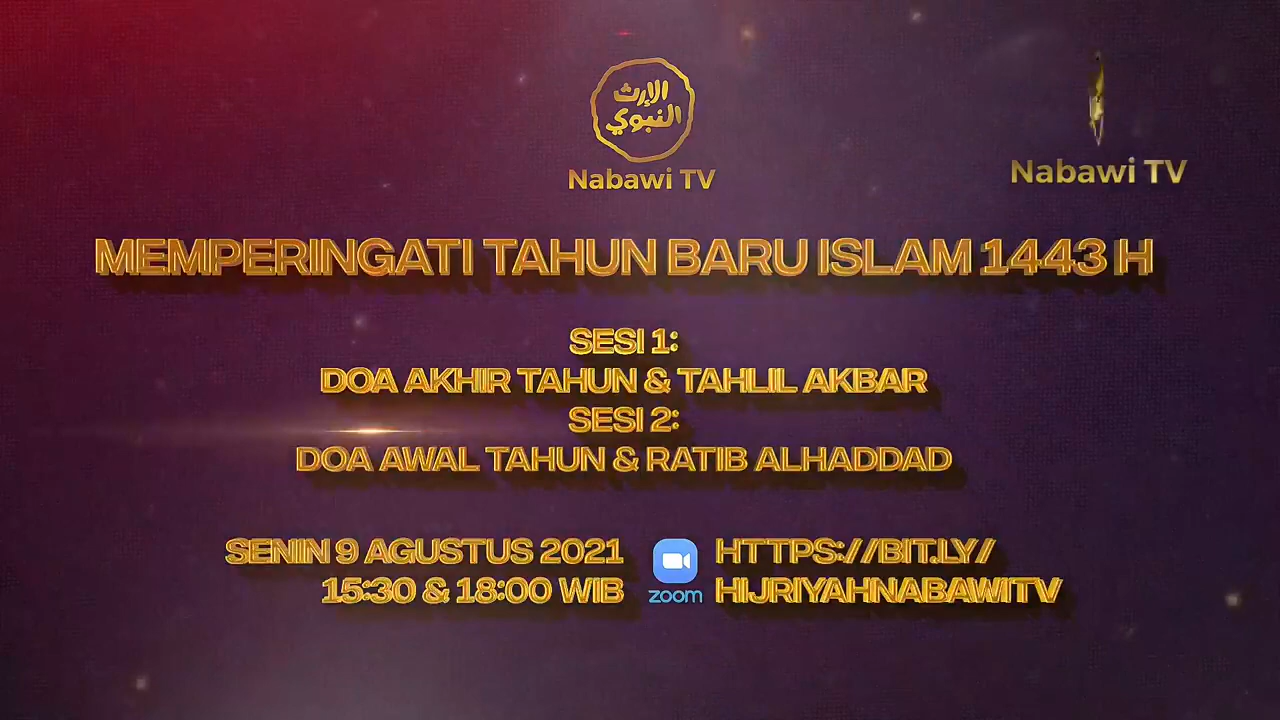 الإرث
النبوي
Nabawi TV
Nabawi TV
MEMPERINGATI TAHUN BARU ISLAM 1443 H
SESI 1:
DOA AKHIR TAHUN & TAHLIL AKBAR
SESI 2:
DOA AWAL TAHUN & RATIB ALHADDAD
SENIN 9 AGUSTUS 2021
15:30 & 18:00 WIB
zoom
HTTPS://BIT.LY/
HIJRIYAHNABAWITV